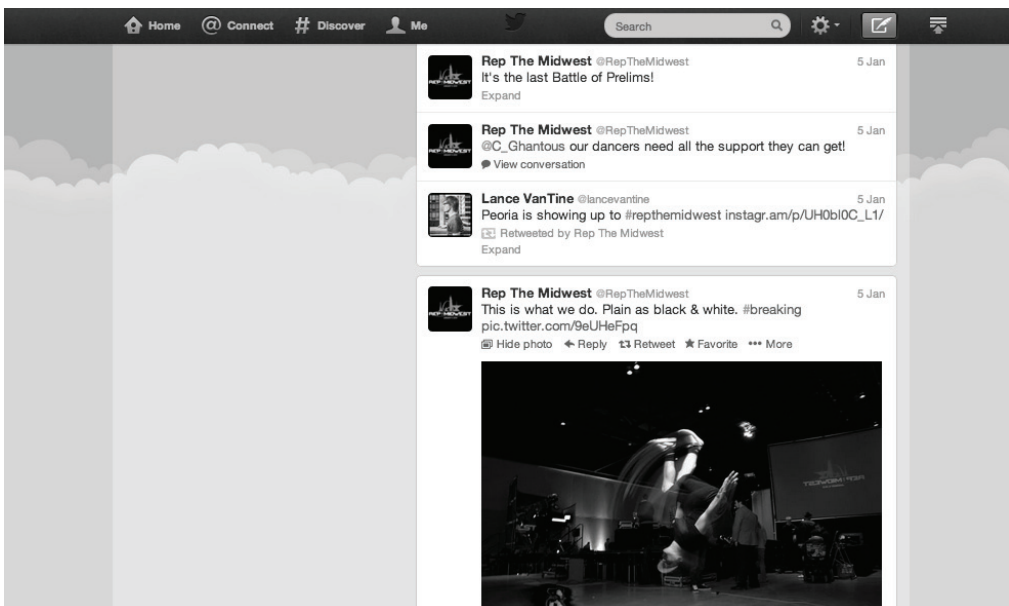 Home @ Connect # Discover Me Search
Rep The Midwest @RepTheMidwest 5 Jan
It's the last Battle of Prelims!
Expand
Rep The Midwest @RepTheMidwest 5 Jan
@C_Ghantous our dancers need all the support they can get!
View conversation
Lance VanTine @lancevantine 5 Jan
Peoria is showing up to #repthemidwest instagr.am/p/UH0bl0C_L1/
Retweeted by Rep The Midwest
Expand
Rep The Midwest @RepTheMidwest 5 Jan
This is what we do. Plain as black & white. #breaking
pic.twitter.com/9eUHeFpq
Hide photo Reply Retweet Favorite ••• More